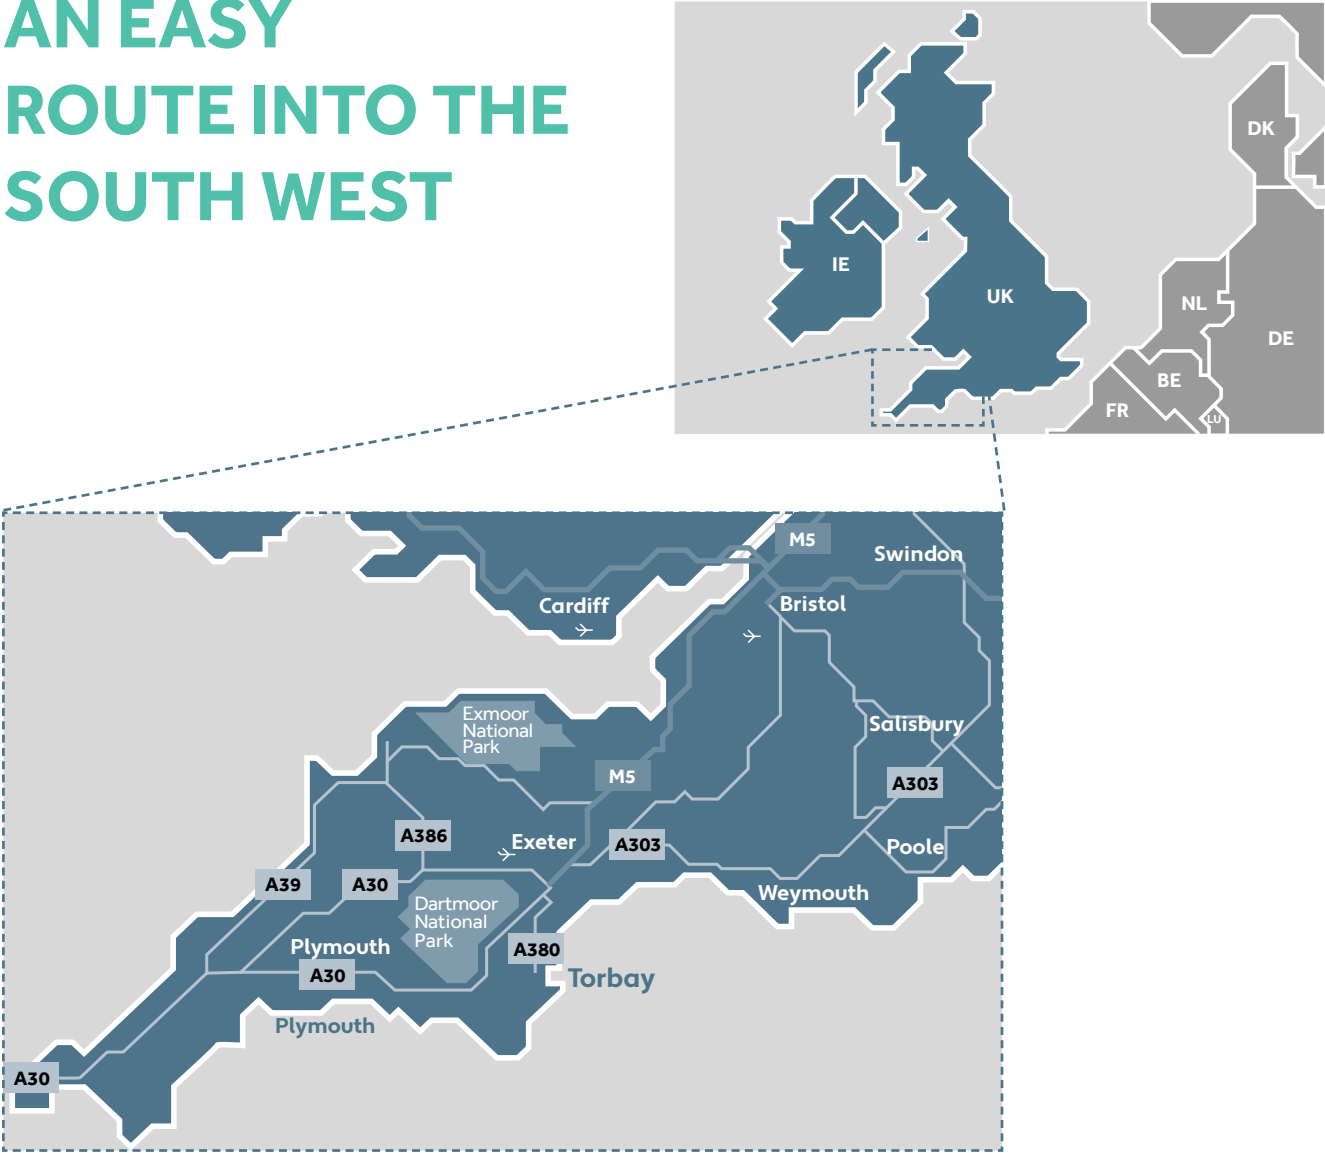 AN EASY
ROUTE INTO THE
SOUTH WEST
DK
IE
UK
NL
DE
BE
FR
LU
M5
Swindon
Cardiff
Bristol
Exmoor
National
Park
Salisbury
M5
A303
A386
Exeter
A303
Poole
A39
A30
Weymouth
Dartmoor
National
Park
Plymouth
A380
A30
Torbay
Plymouth
A30